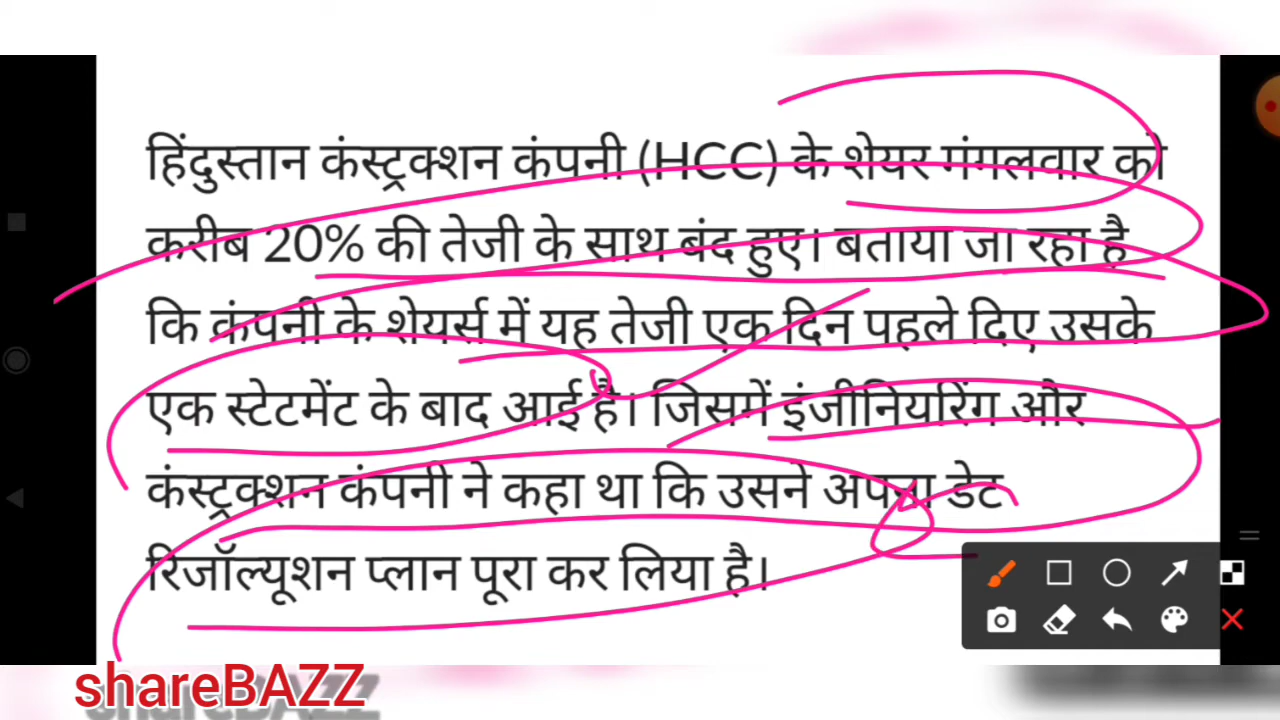 हिंदुस्तान कंस्ट्रक्शन कंपनी (HCC) के शेयर मंगलवार को
करीब 20% की तेजी के साथ बंद हुए। बताया जा रहा है
कि कंपनी के शेयर्स में यह तेजी एक दिन पहले दिए उसके
एक स्टेटमेंट के बाद आई है। जिसमें इंजीनियरिंग और
कंस्ट्रक्शन कंपनी ने कहा था कि उसने अपना डेट
रिजॉल्यूशन प्लान पूरा कर लिया है।
shareBAZZ